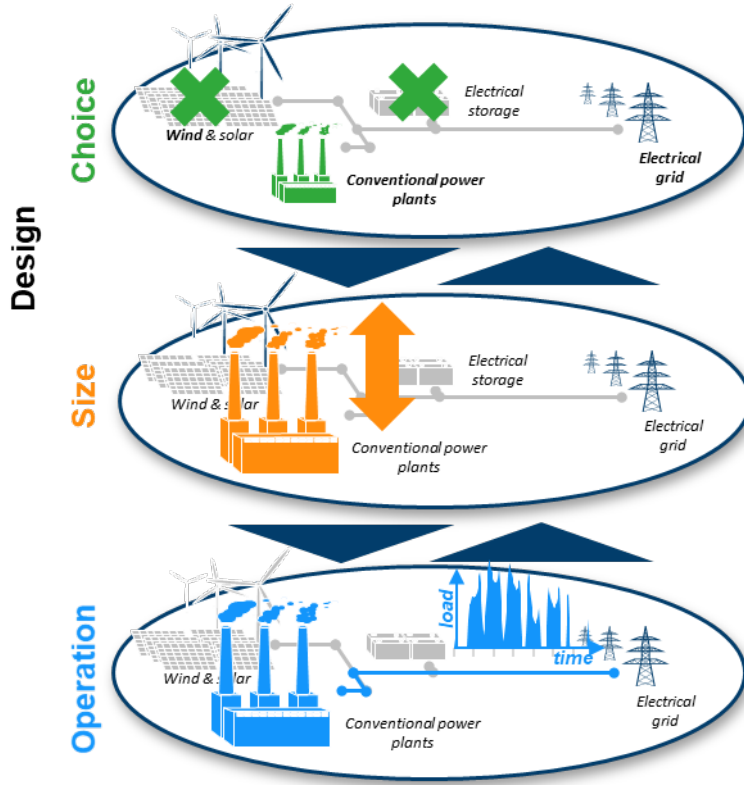 Design
Choice
Wind & solar
Electrical
storage
Conventional power
plants
Electrical
grid
Size
Wind & solar
Electrical
storage
Conventional power
plants
Electrical
grid
Operation
Wind & solar
load
time
Conventional power
plants
Electrical
grid